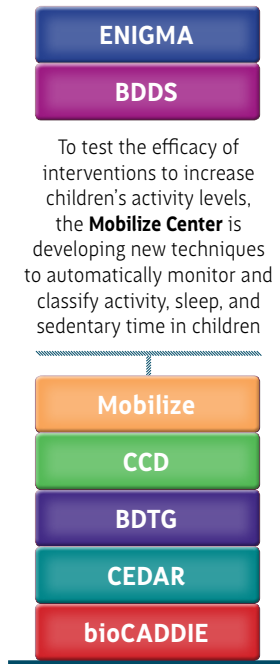 ENIGMA
BDDS
To test the efficacy of
interventions to increase
children’s activity levels,
the Mobilize Center is
developing new techniques
to automatically monitor and
classify activity, sleep, and
sedentary time in children
Mobilize
CCD
BDTG
CEDAR
bioCADDIE